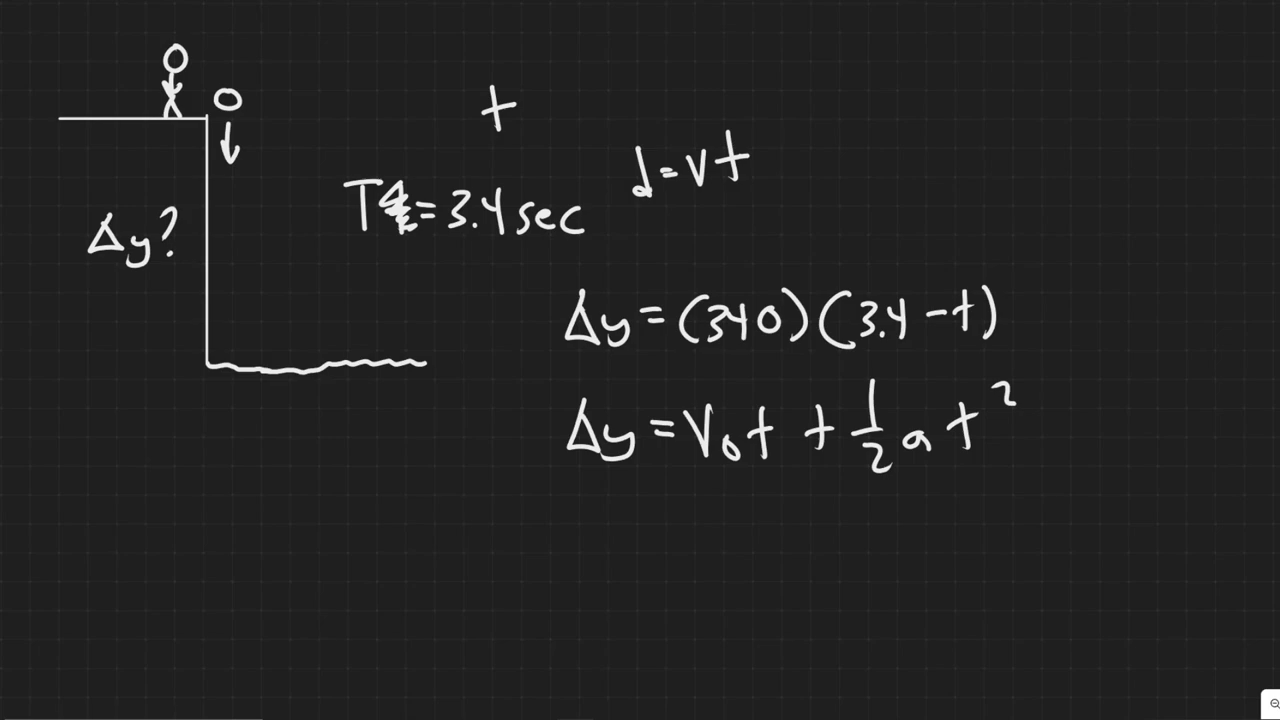 t
d=vt
T = 3.4 sec
Δy?
Δy = (340)(3.4 - t)
Δy = V₀t + ½at²